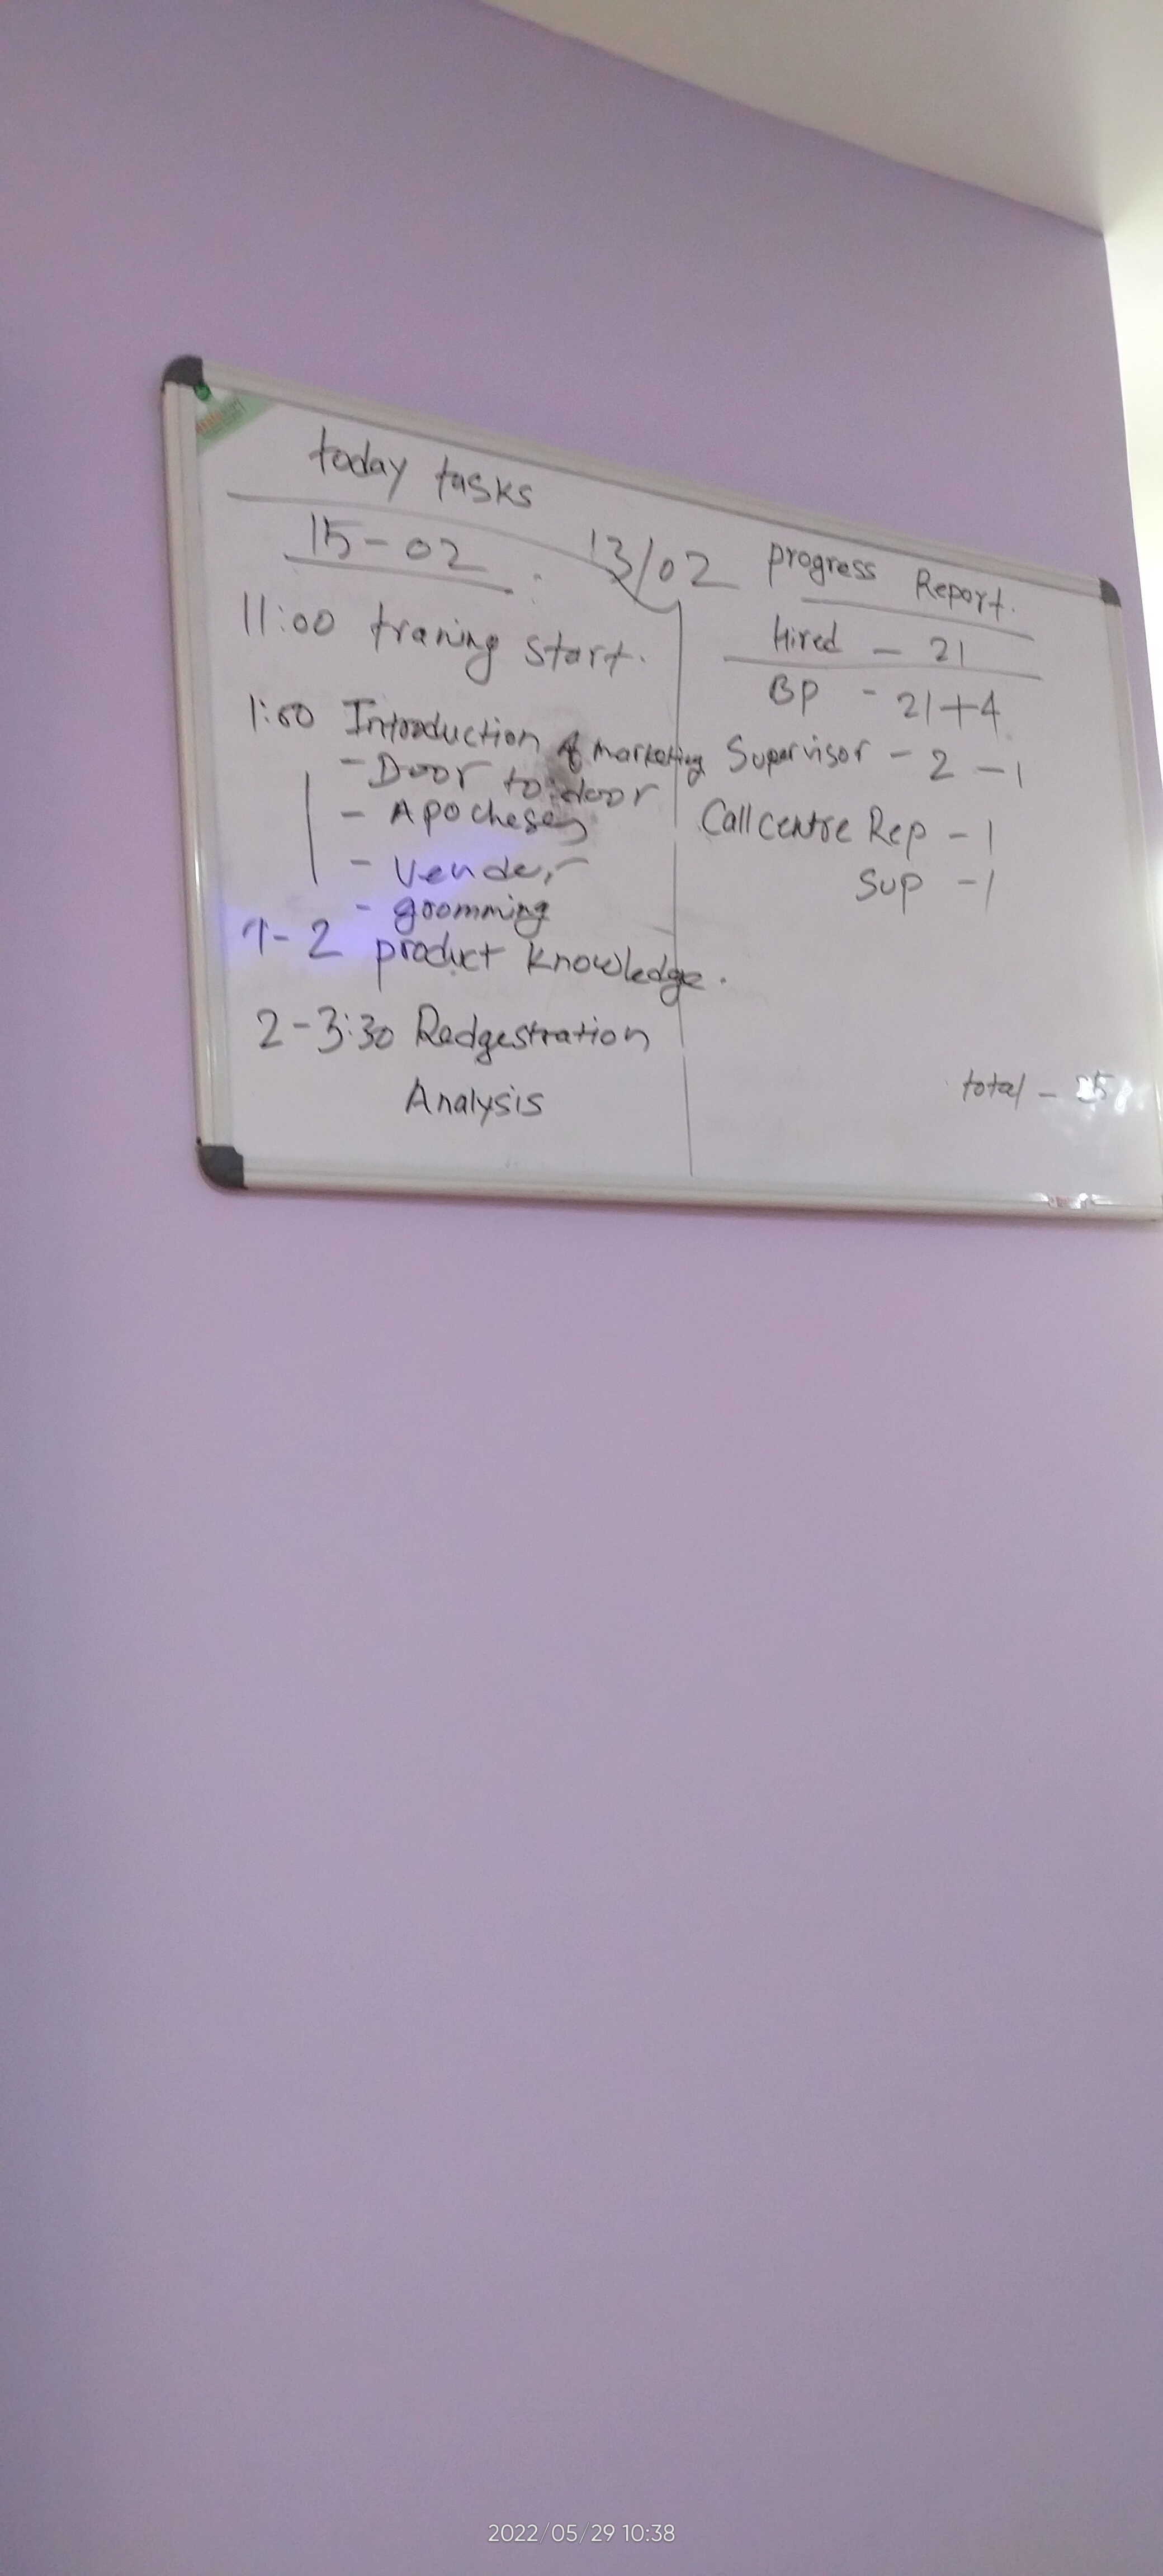 today tasks
15-02
11:00 traning start.
1:00 Introduction of marketing
- Door to door
- Apocheses
- Vender
- goomming
1-2 product knowledge.
2-3:30 Redgestration
Analysis
13/02 progress Report.
Hired - 21
BP - 21+4
Supervisor - 2 -1
Call centre Rep - 1
Sup - 1
total - 25
2022/05/29 10:38